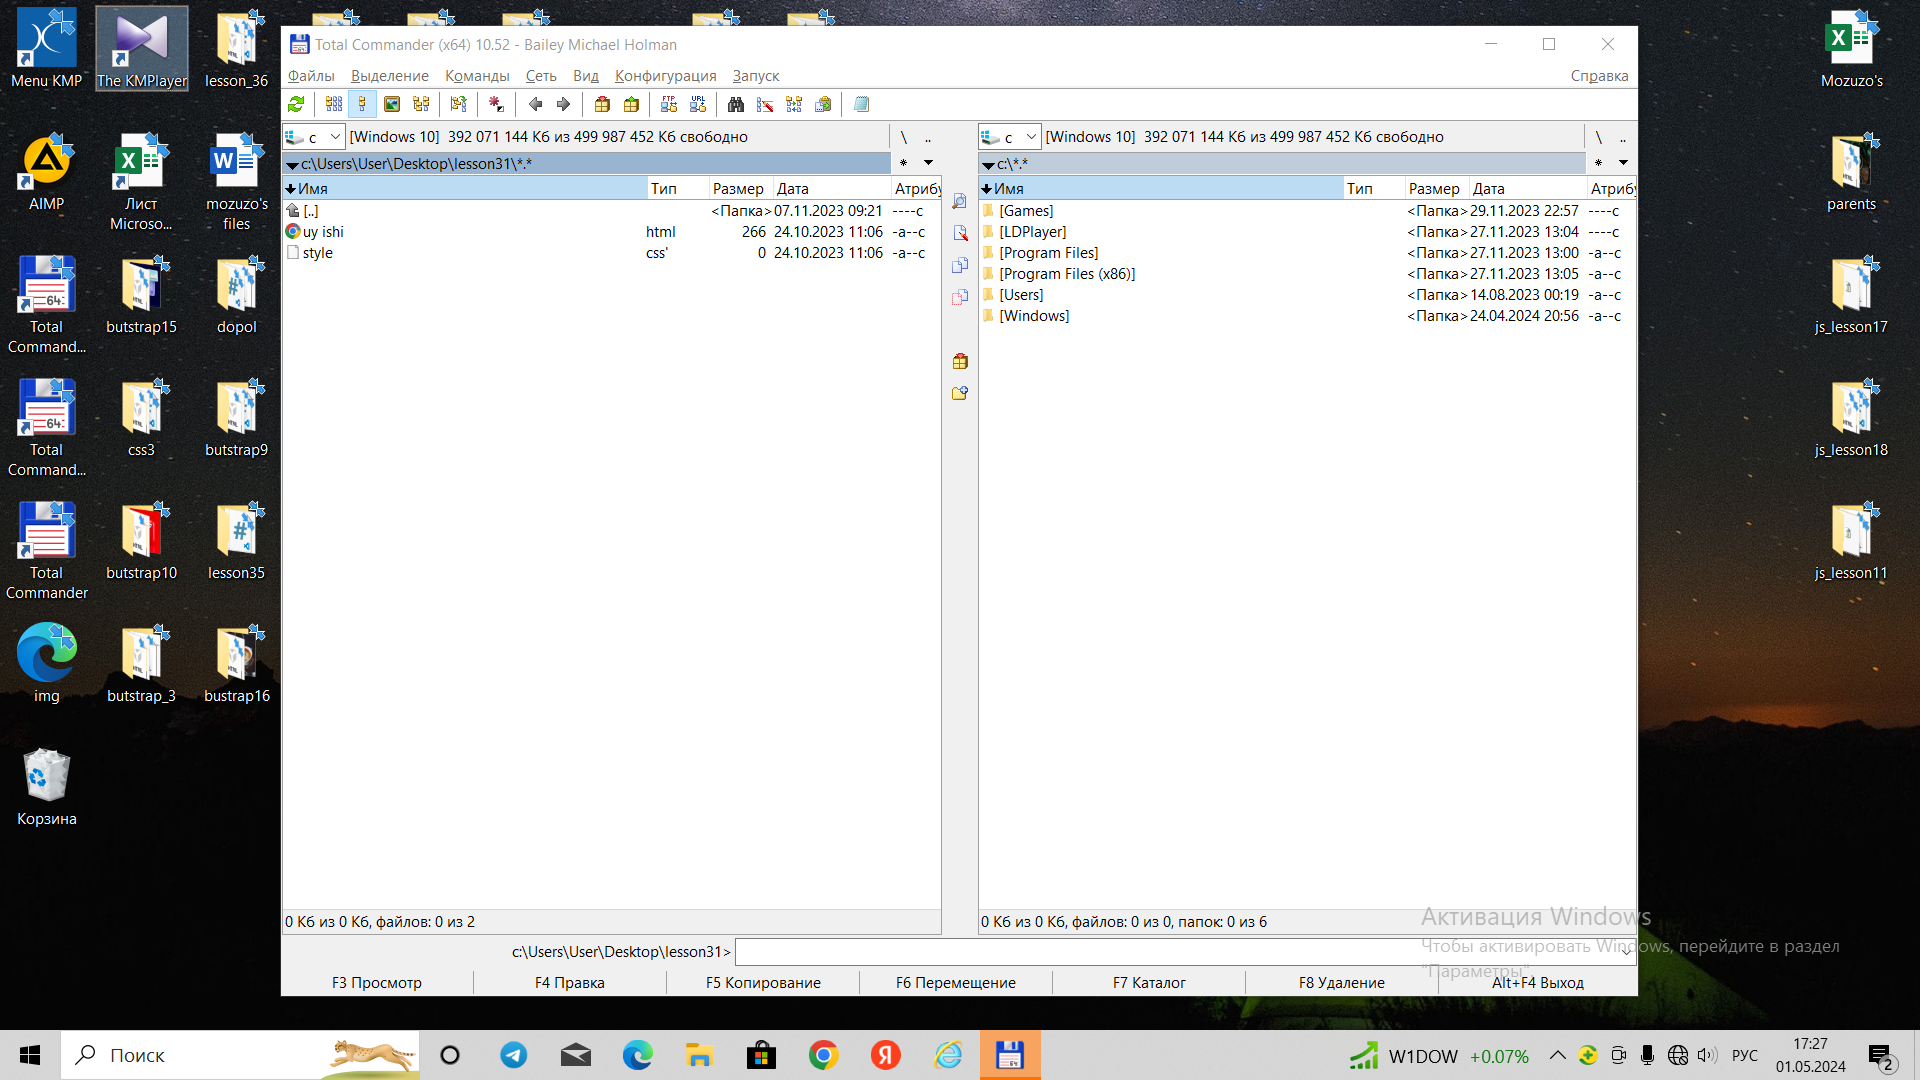 Menu KMP
The KMPlayer
lesson_36
AIMP
Лист Microso...
mozuzo's files
Total Command...
butstrap15
dopol
Total Command...
css3
butstrap9
Total Commander
butstrap10
lesson35
img
butstrap_3
bustrap16
Корзина
Mozuzo's
parents
js_lesson17
js_lesson18
js_lesson11
Total Commander (x64) 10.52 - Bailey Michael Holman
Файлы Выделение Команды Сеть Вид Конфигурация Запуск Справка
FTP URL
c [Windows 10] 392 071 144 Кб из 499 987 452 Кб свободно \ ..
c:\Users\User\Desktop\lesson31\*.* *
Имя Тип Размер Дата Атрибу
[..] <Папка> 07.11.2023 09:21 ----c
uy ishi html 266 24.10.2023 11:06 -a--c
style css' 0 24.10.2023 11:06 -a--c
0 Кб из 0 Кб, файлов: 0 из 2
c [Windows 10] 392 071 144 Кб из 499 987 452 Кб свободно \ ..
c:\*.* *
Имя Тип Размер Дата Атрибу
[Games] <Папка> 29.11.2023 22:57 ----c
[LDPlayer] <Папка> 27.11.2023 13:04 ----c
[Program Files] <Папка> 27.11.2023 13:00 -a--c
[Program Files (x86)] <Папка> 27.11.2023 13:05 -a--c
[Users] <Папка> 14.08.2023 00:19 -a--c
[Windows] <Папка> 24.04.2024 20:56 -a--c
0 Кб из 0 Кб, файлов: 0 из 0, папок: 0 из 6
c:\Users\User\Desktop\lesson31>
F3 Просмотр F4 Правка F5 Копирование F6 Перемещение F7 Каталог F8 Удаление Alt+F4 Выход
Активация Windows
Чтобы активировать Windows, перейдите в раздел
"Параметры".
Поиск
W1DOW +0.07%
РУС
17:27
01.05.2024
2